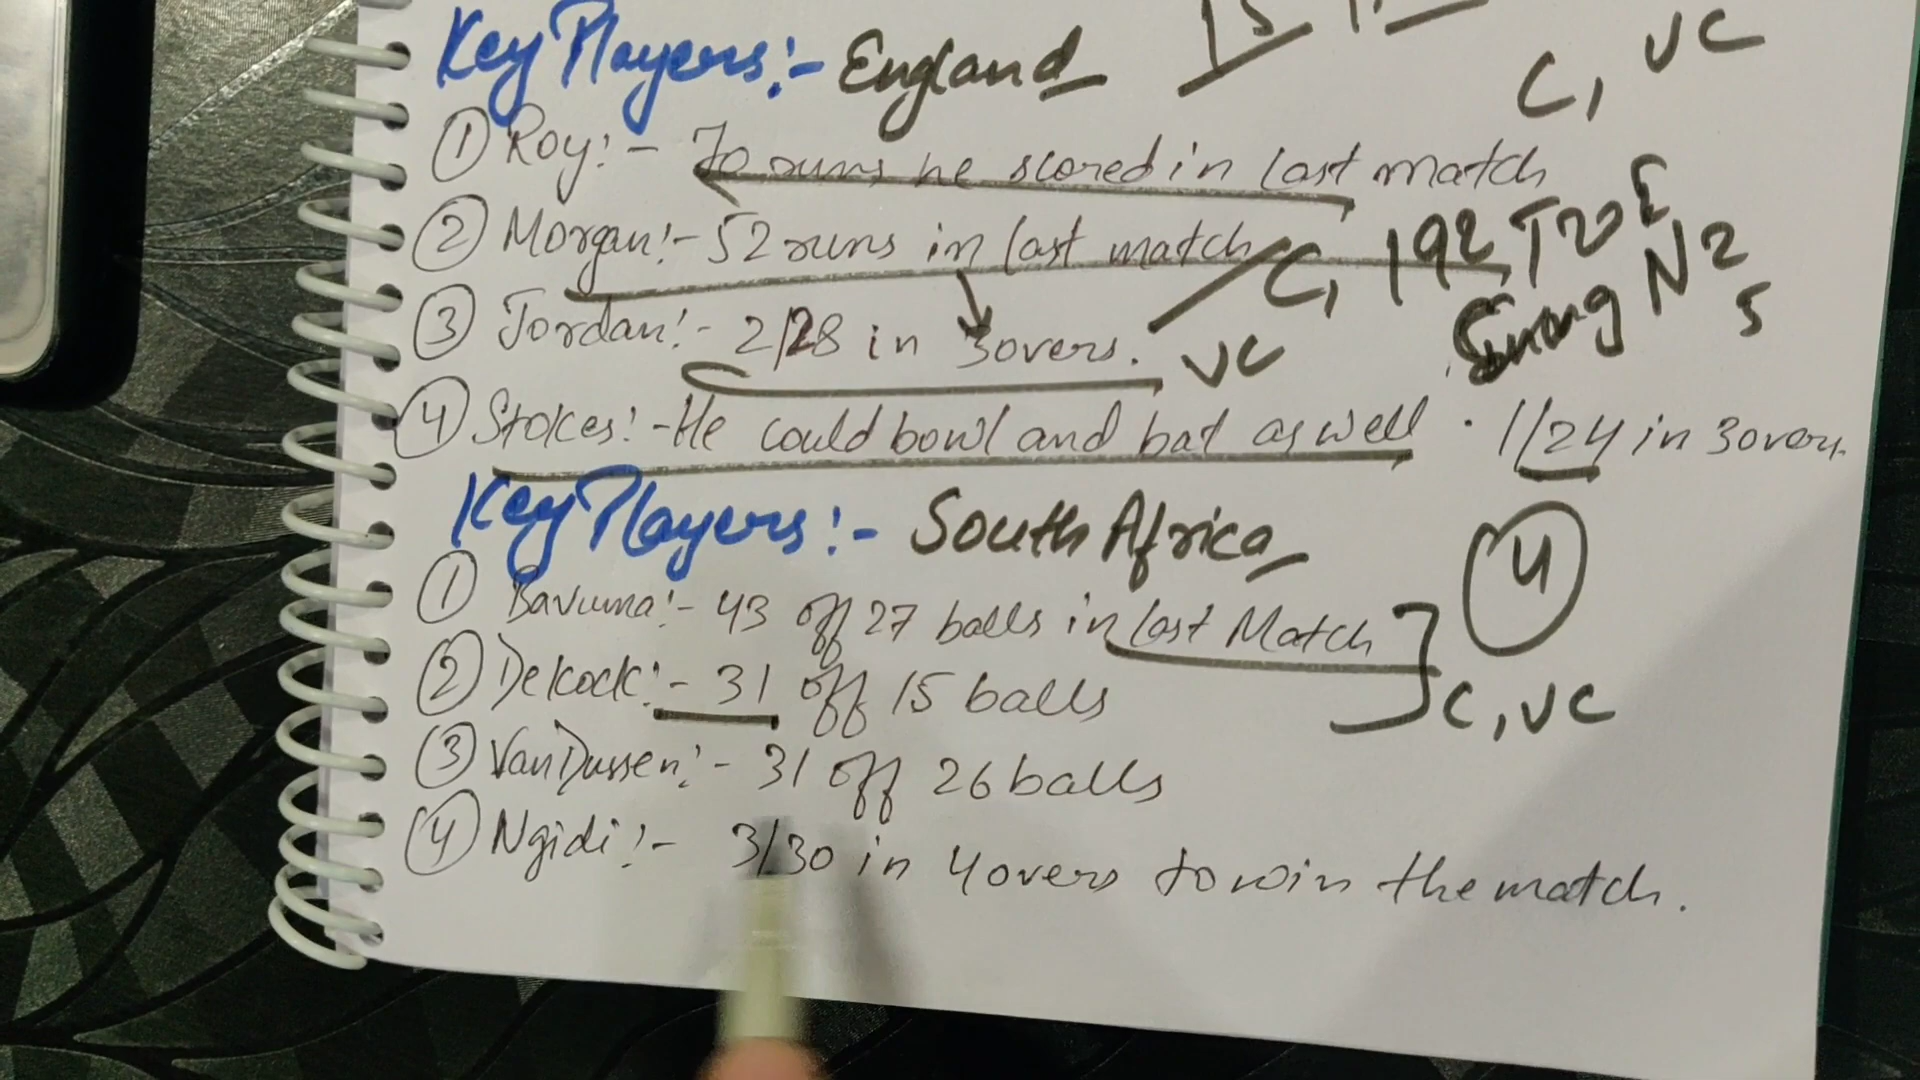 Key Players:- England
C, VC
① Roy:- 70 runs he scored in last match
② Morgan:- 52 runs in last match
C, 192, T20 E
N 2
5
③ Jordan:- 2/28 in 3overs.
VC
④ Stokes:- He could bowl and bat as well. 1/24 in 3overs.
Key Players:- South Africa
4
① Bavuma:- 43 off 27 balls in last Match
② Dekock:- 31 off 15 balls
C, VC
③ Van Dussen:- 31 off 26 balls
④ Ngidi:- 3/30 in 4overs to win the match.